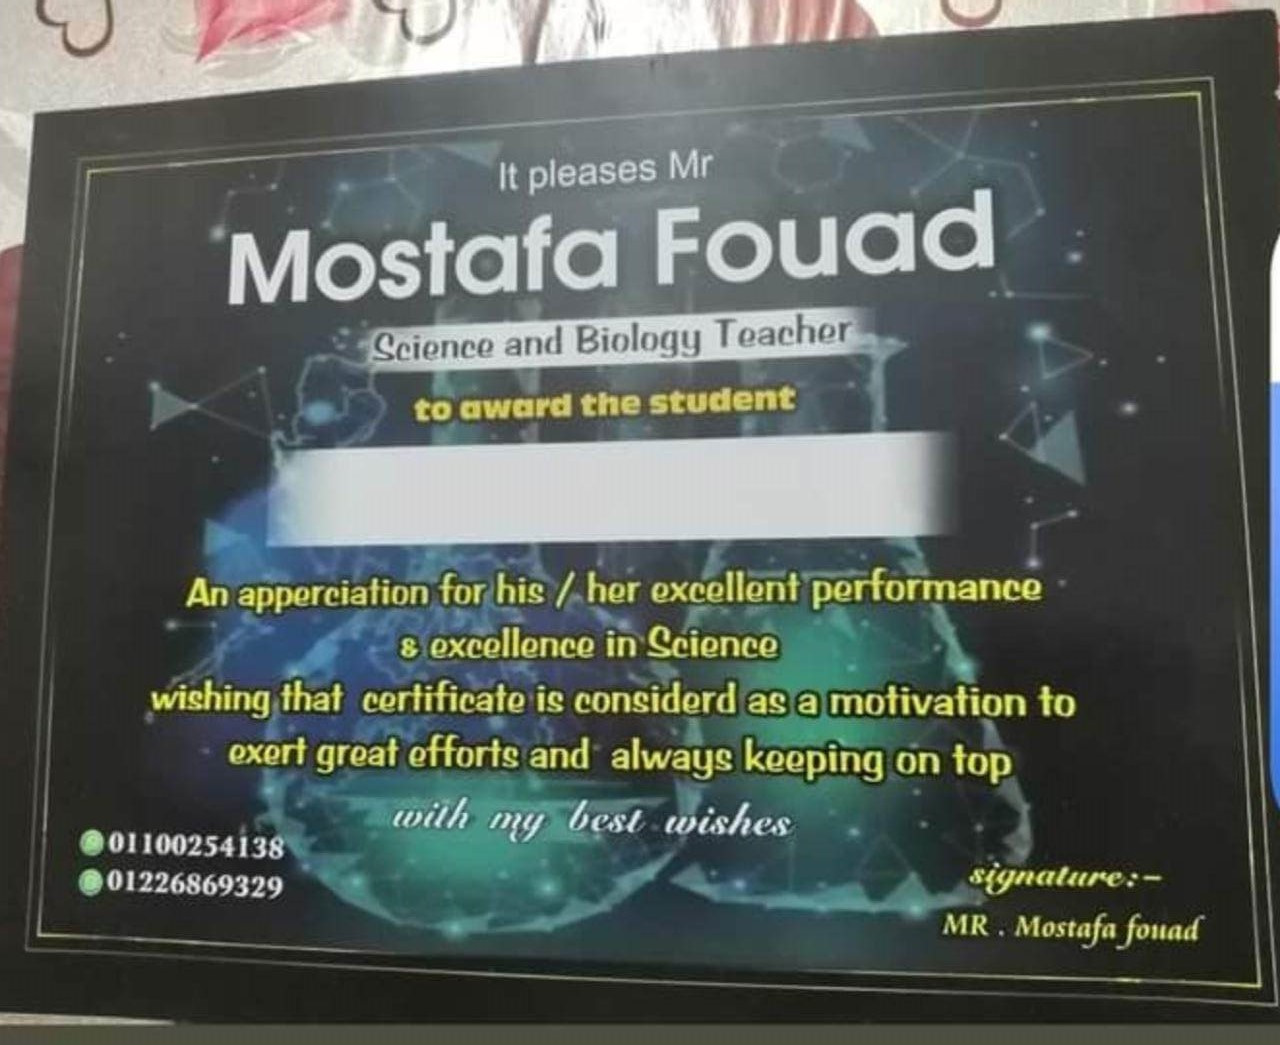 It pleases Mr
Mostafa Fouad
Science and Biology Teacher
to award the student
An apperciation for his / her excellent performance
& excellence in Science
wishing that certificate is considerd as a motivation to
exert great efforts and always keeping on top
with my best wishes
01100254138
01226869329
signature:-
MR . Mostafa fouad